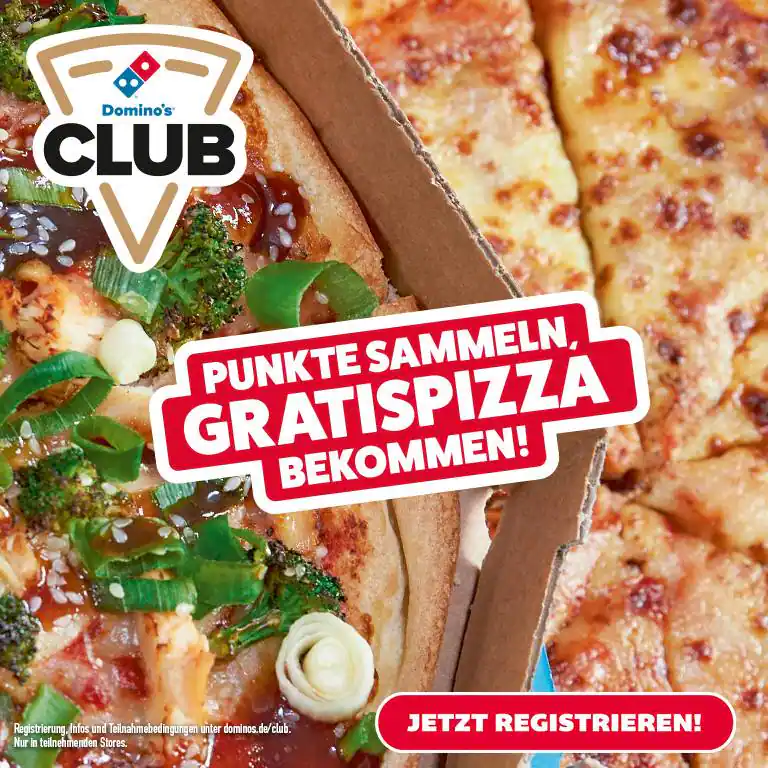 Domino's
CLUB
PUNKTE SAMMELN,
GRATISPIZZA
BEKOMMEN!
JETZT REGISTRIEREN!
Registrierung, Infos und Teilnahmebedingungen unter dominos.de/club.
Nur in teilnehmenden Stores.